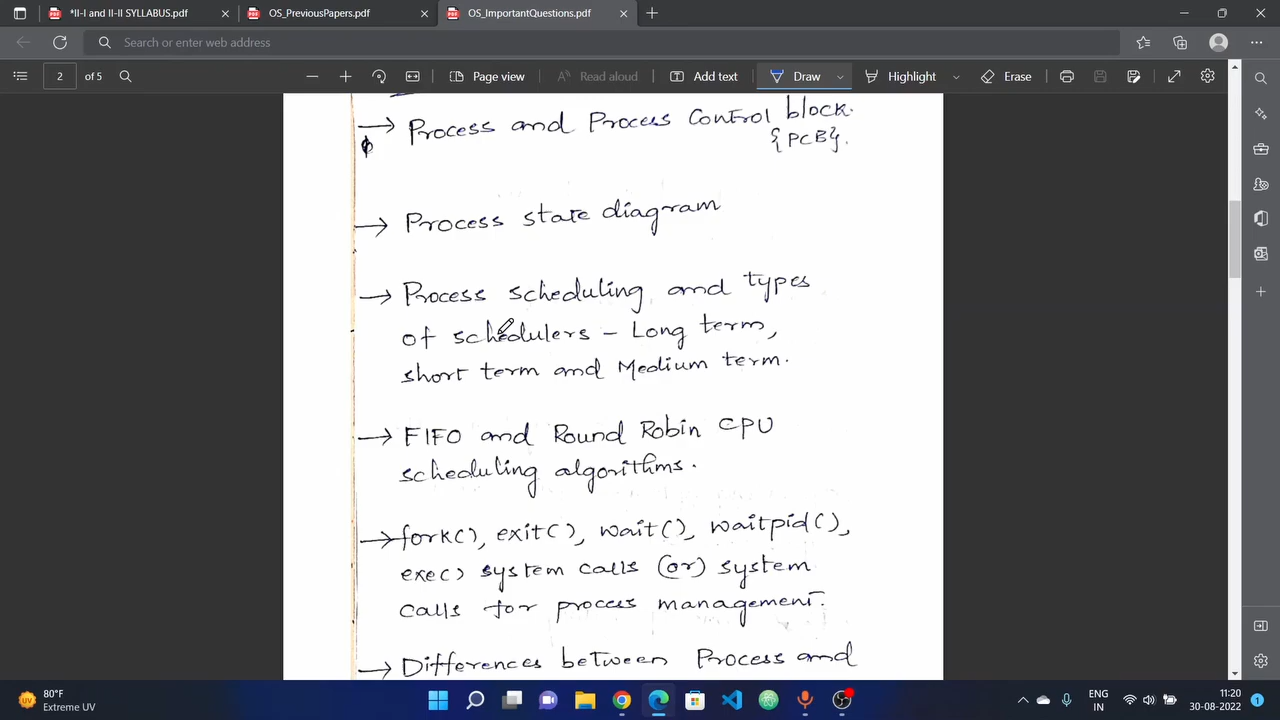 *II-I and II-II SYLLABUS.pdf
OS_PreviousPapers.pdf
OS_ImportantQuestions.pdf
Search or enter web address
2 of 5
Page view
Read aloud
Add text
Draw
Highlight
Erase
→ Process and Process Control block.
{PCB}.
→ Process state diagram
→ Process scheduling and types
of schedulers – Long term,
short term and Medium term.
→ FIFO and Round Robin CPU
scheduling algorithms.
→ fork(), exit(), wait(), waitpid(),
exec() system calls (or) system
calls for process management.
→ Differences between Process and
80°F
Extreme UV
ENG
IN
11:20
30-08-2022
1